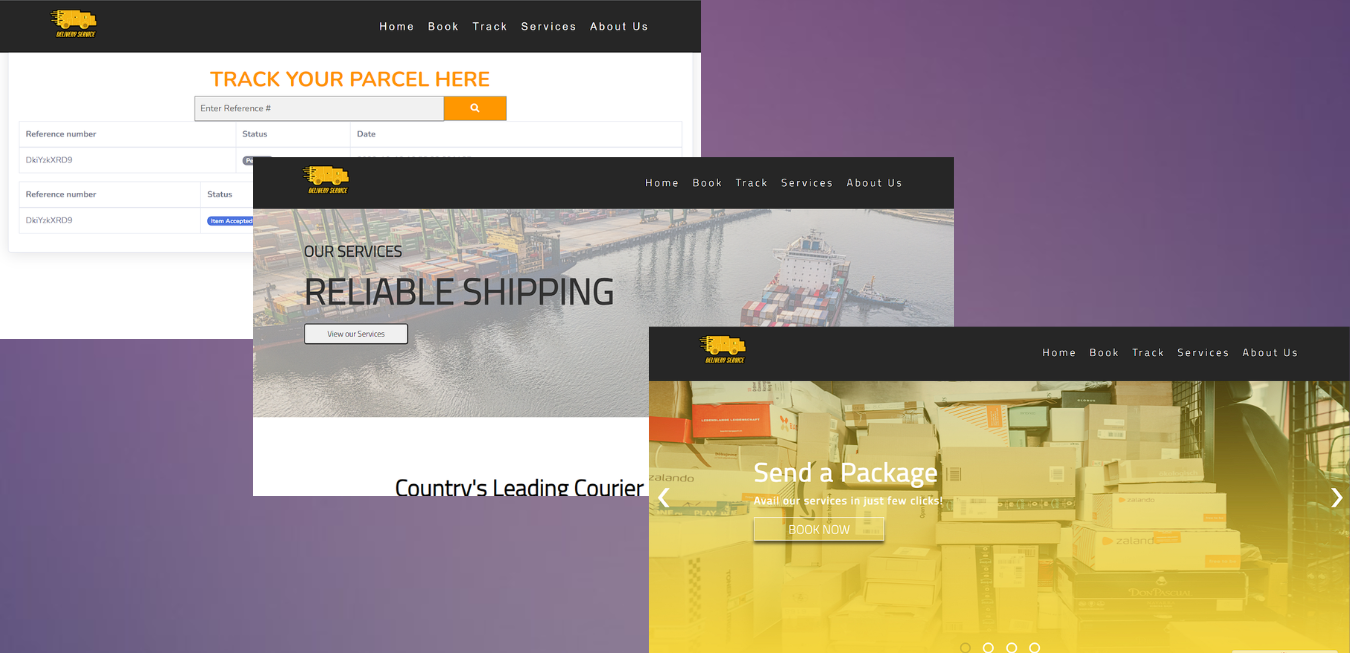 DELIVERY SERVICE
Home Book Track Services About Us
TRACK YOUR PARCEL HERE
Enter Reference #
Reference number Status Date
DkiYzkXRD9
Reference number Status
DkiYzkXRD9 Item Accepted
DELIVERY SERVICE
Home Book Track Services About Us
OUR SERVICES
RELIABLE SHIPPING
View our Services
Country's Leading Courier
DELIVERY SERVICE
Home Book Track Services About Us
Send a Package
Avail our services in just few clicks!
BOOK NOW
zalando
zalando
zalando